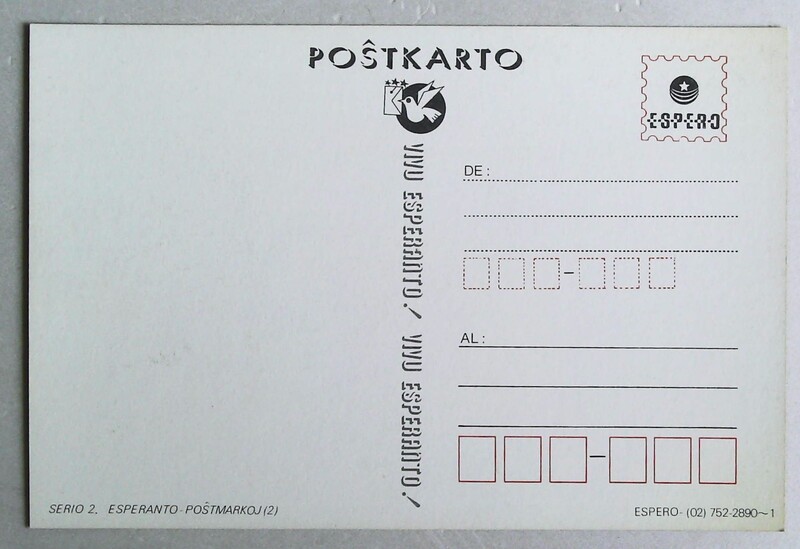 POŜTKARTO
ESPERO
VIVU ESPERANTO! VIVU ESPERANTO!
DE:
AL:
SERIO 2. ESPERANTO-POŜTMARKOJ(2)
ESPERO-(02) 752-2890~1